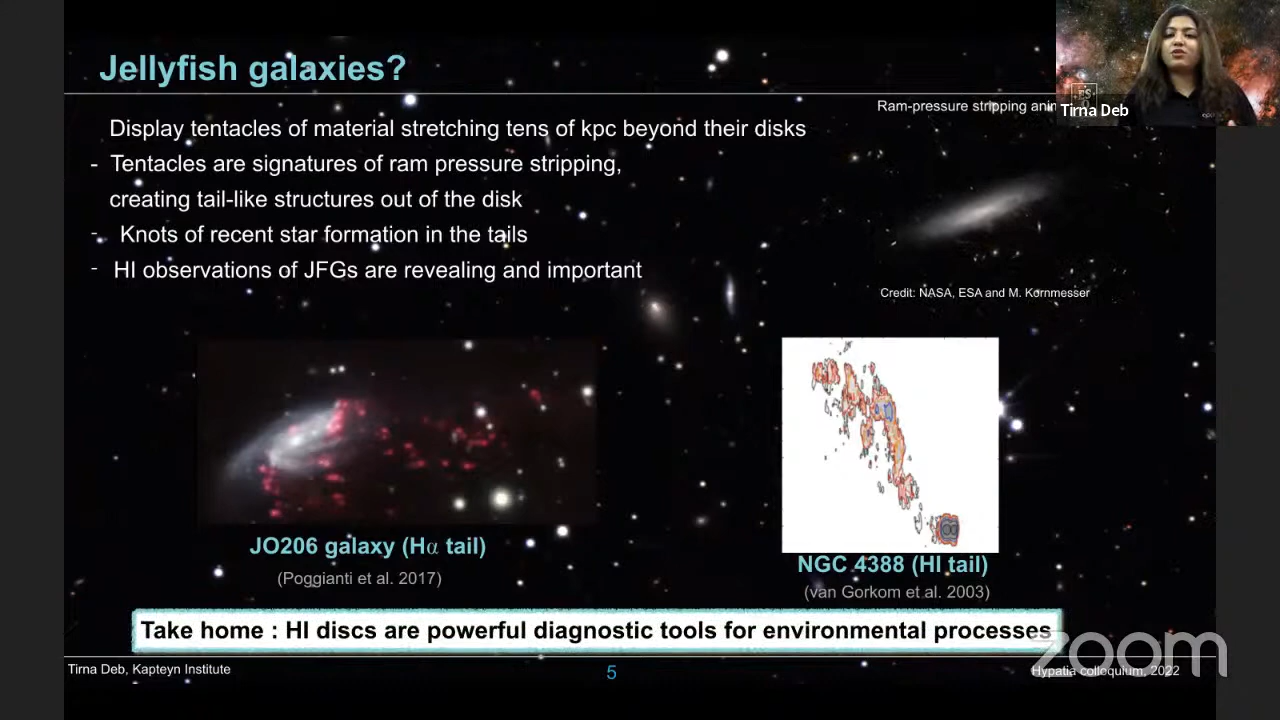 Jellyfish galaxies?
Ram-pressure stripping
Tirna Deb
Display tentacles of material stretching tens of kpc beyond their disks
- Tentacles are signatures of ram pressure stripping,
creating tail-like structures out of the disk
- Knots of recent star formation in the tails
- HI observations of JFGs are revealing and important
Credit: NASA, ESA and M. Kornmesser
JO206 galaxy (Hα tail)
(Poggianti et al. 2017)
NGC 4388 (HI tail)
(van Gorkom et al. 2003)
Take home : HI discs are powerful diagnostic tools for environmental processes
zoom
Tirna Deb, Kapteyn Institute
5
Hypatia colloquium, 2022